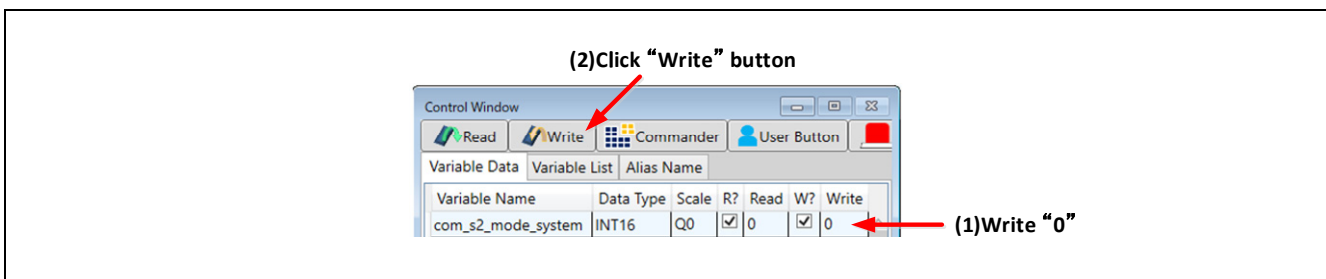 (2)Click “Write” button
Control Window
Read Write Commander User Button
Variable Data Variable List Alias Name
Variable Name Data Type Scale R? Read W? Write
com_s2_mode_system INT16 Q0 0 0
(1)Write “0”